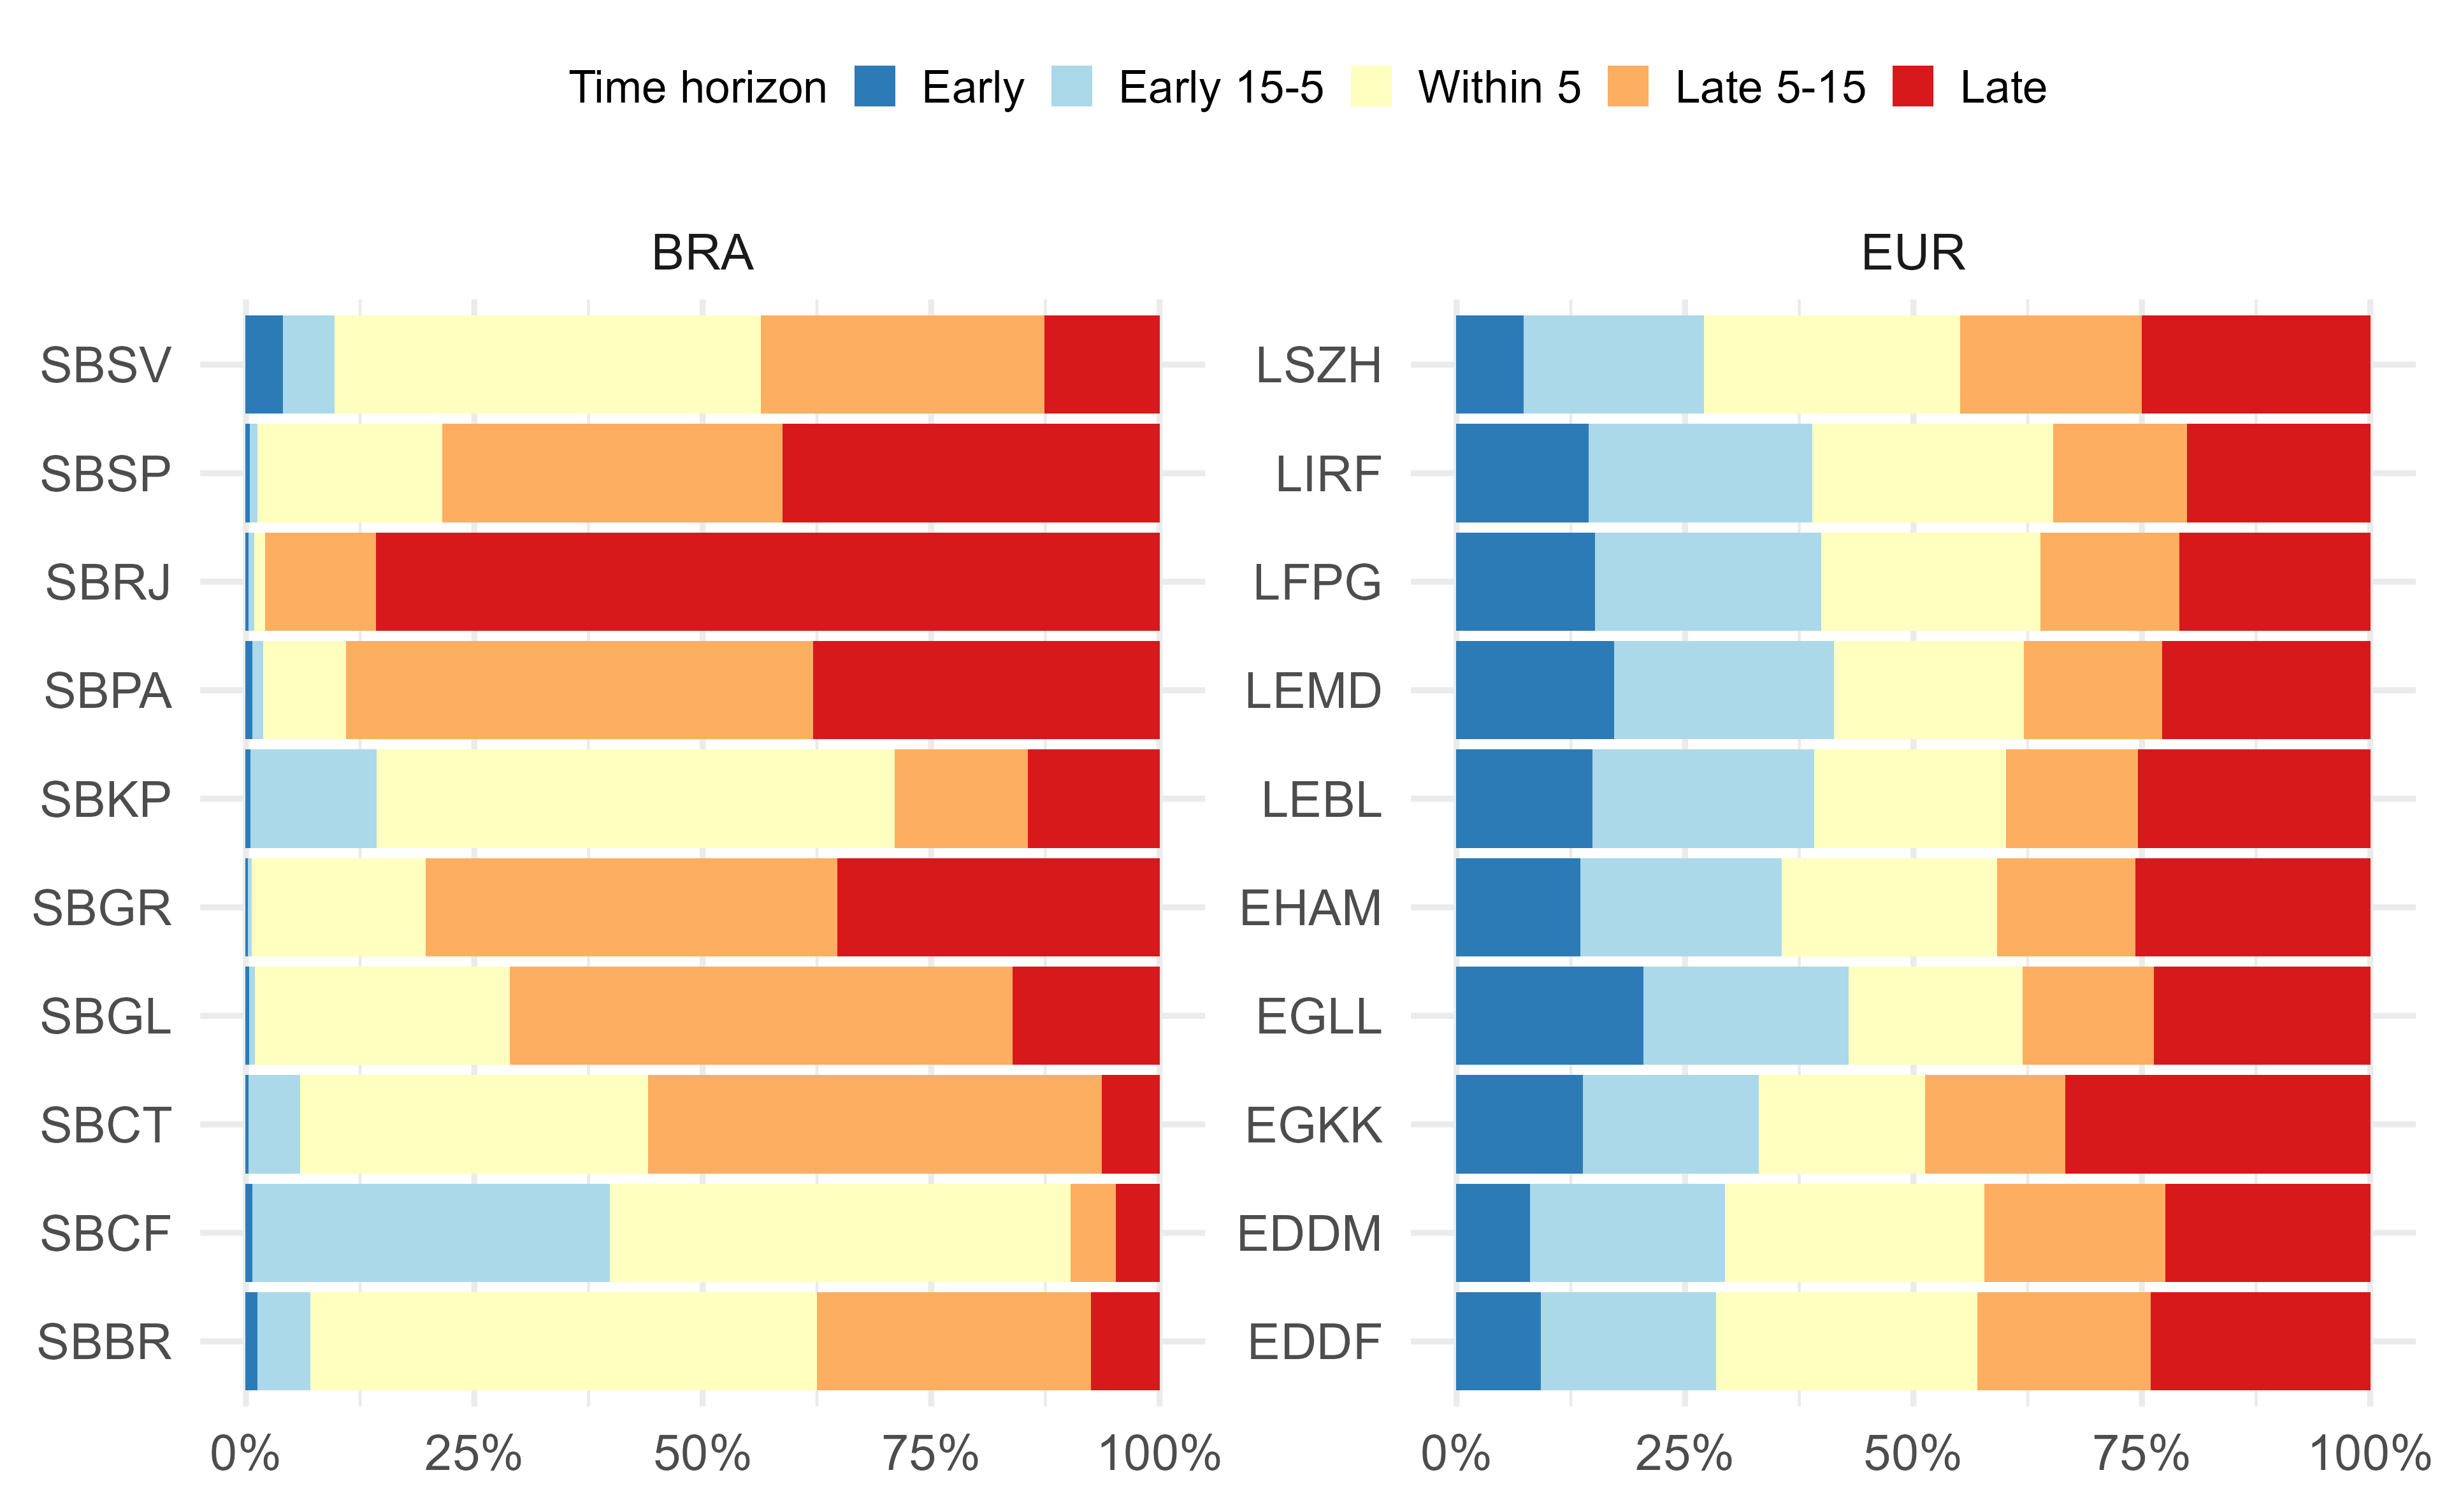 Time horizon Early Early 15-5 Within 5 Late 5-15 Late
BRA EUR
SBSV LSZH
SBSP LIRF
SBRJ LFPG
SBPA LEMD
SBKP LEBL
SBGR EHAM
SBGL EGLL
SBCT EGKK
SBCF EDDM
SBBR EDDF
0% 25% 50% 75% 100% 0% 25% 50% 75% 100%